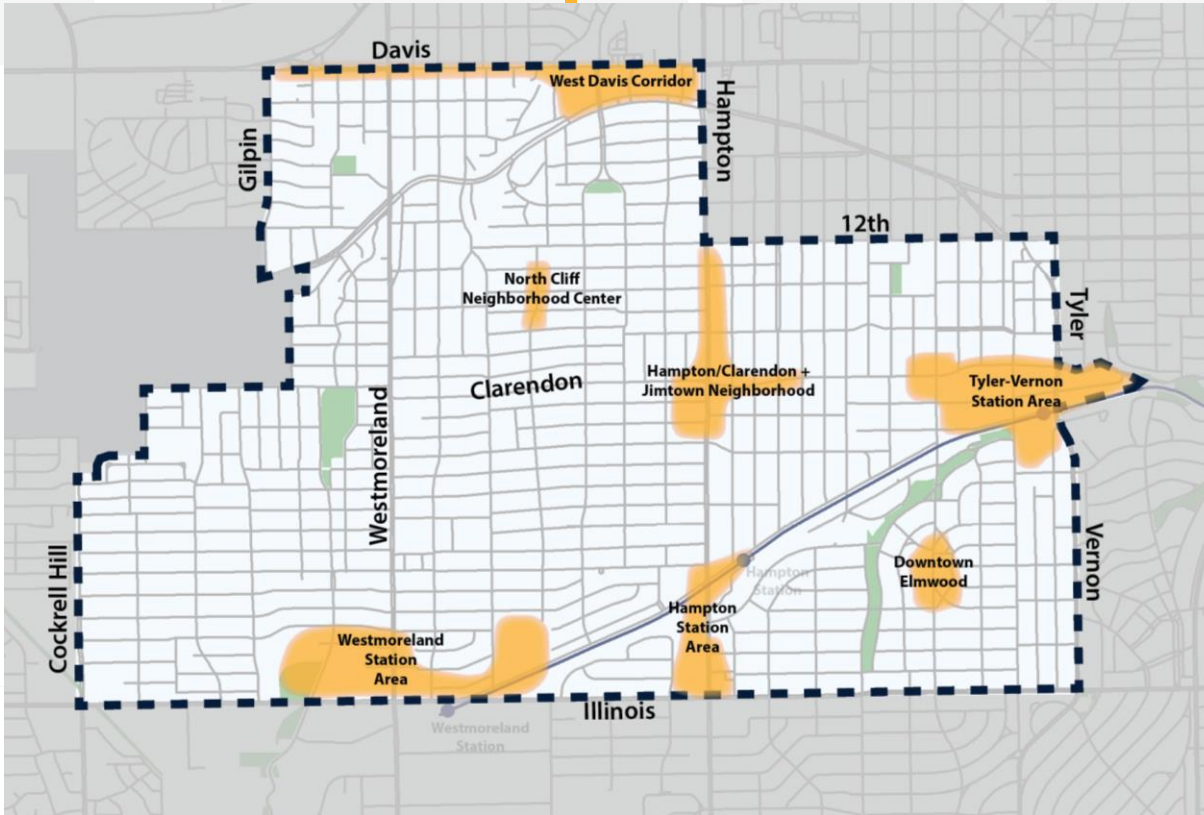 Davis
West Davis Corridor
Gilpin
Hampton
12th
North Cliff
Neighborhood Center
Tyler
Hampton/Clarendon +
Jimtown Neighborhood
Clarendon
Tyler-Vernon
Station Area
Westmoreland
Cockrell Hill
Vernon
Hampton
Station
Downtown
Elmwood
Hampton
Station
Area
Westmoreland
Station
Area
Illinois
Westmoreland
Station